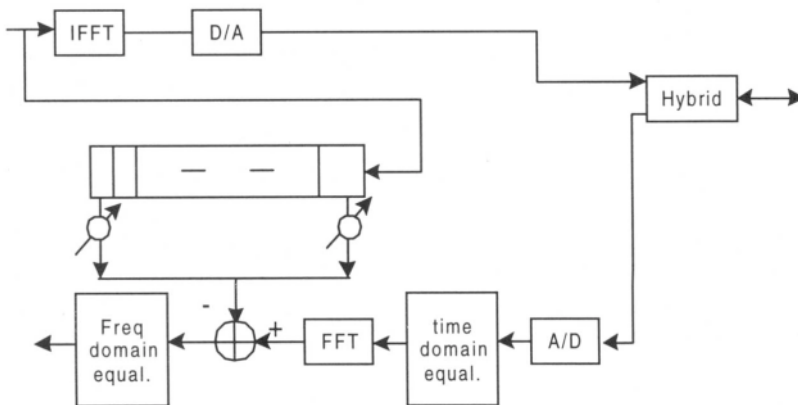 IFFT
D/A
Hybrid
-
+
Freq
domain
equal.
FFT
time
domain
equal.
A/D